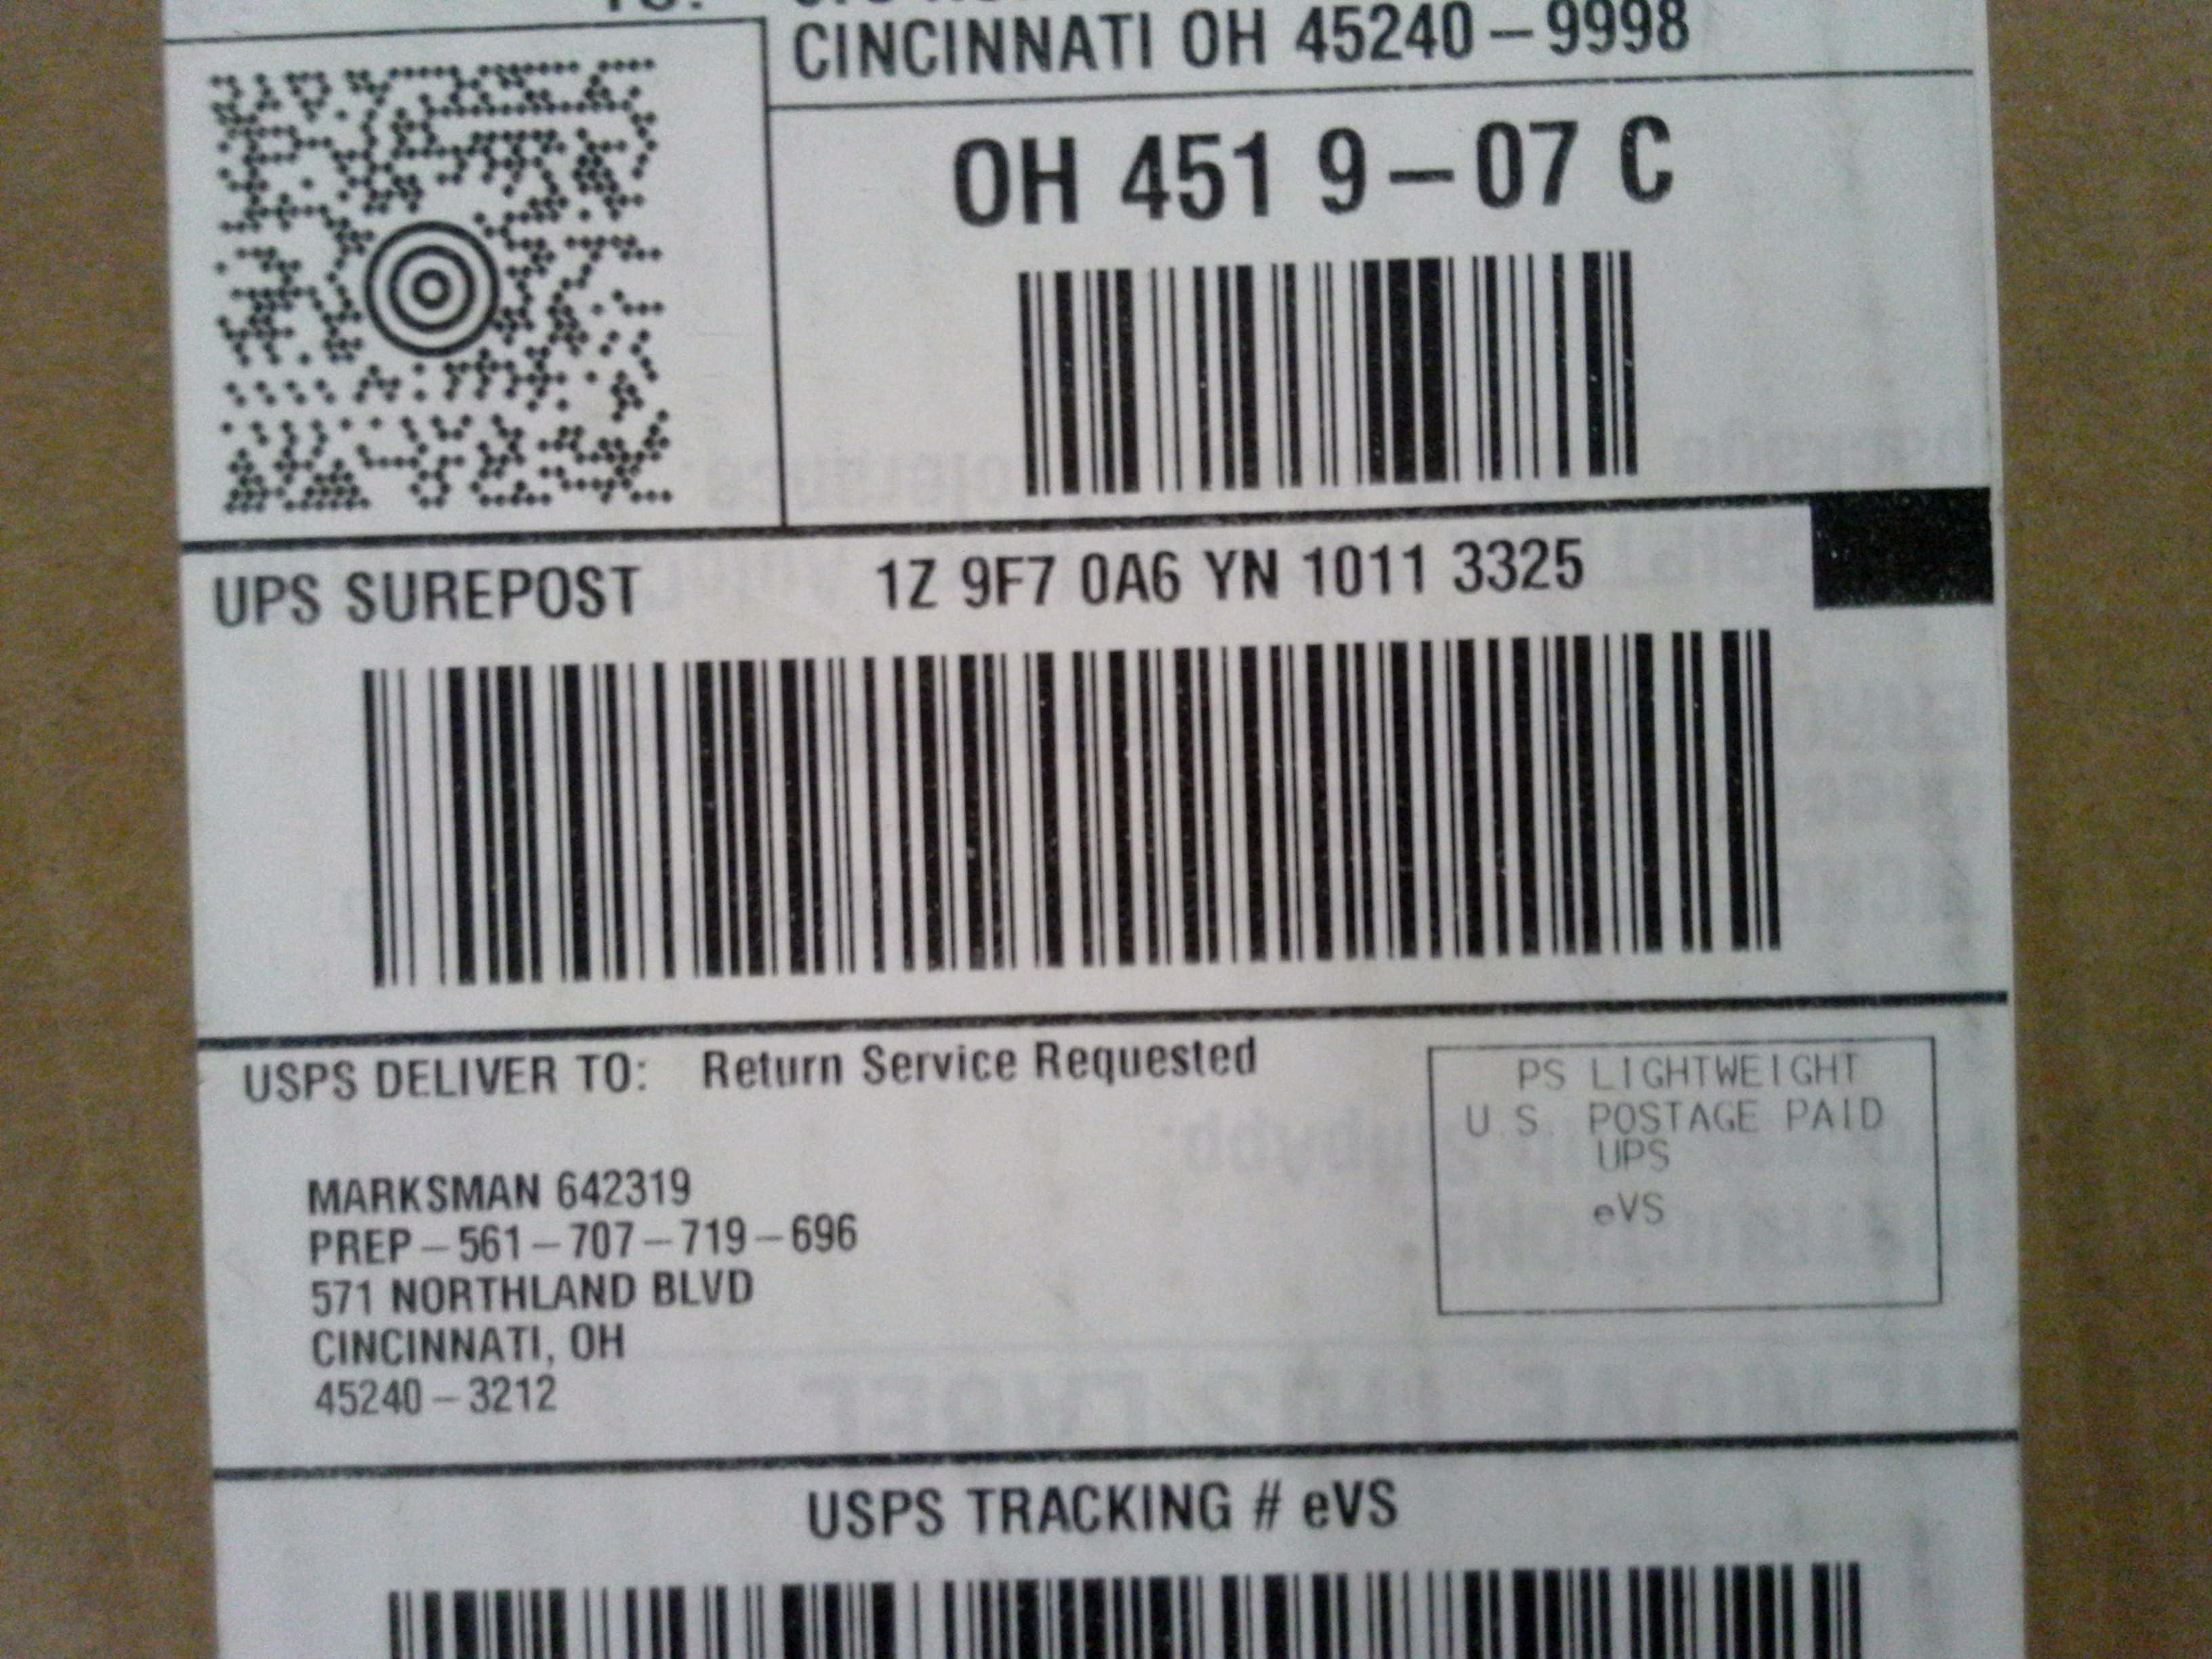 TO:
CINCINNATI OH 45240-9998
OH 451 9-07 C
UPS SUREPOST 1Z 9F7 0A6 YN 1011 3325
USPS DELIVER TO: Return Service Requested
PS LIGHTWEIGHT
U.S. POSTAGE PAID
UPS
eVS
MARKSMAN 642319
PREP-561-707-719-696
571 NORTHLAND BLVD
CINCINNATI, OH
45240-3212
USPS TRACKING # eVS